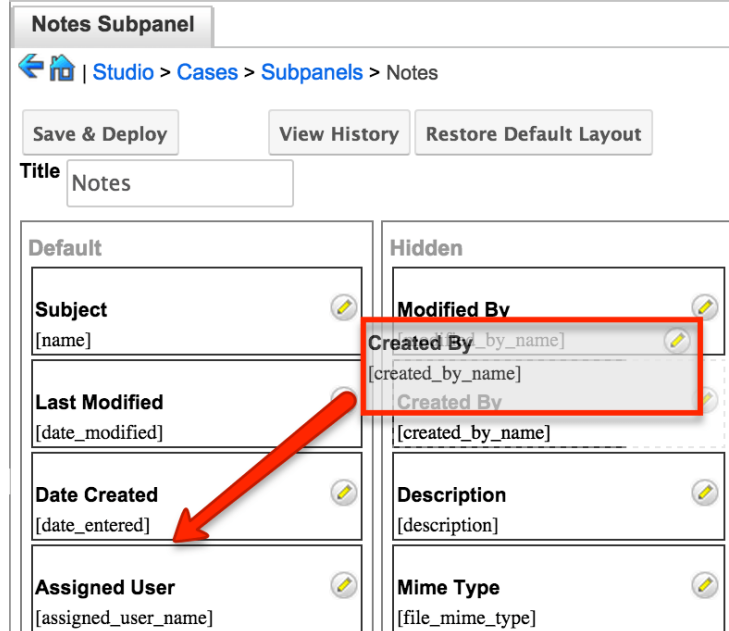 Notes Subpanel
| Studio > Cases > Subpanels > Notes
Save & Deploy View History Restore Default Layout
Title Notes
Default
Subject
[name]
Last Modified
[date_modified]
Date Created
[date_entered]
Assigned User
[assigned_user_name]
Hidden
Modified By
[modified_by_name]
Created By
[created_by_name]
Created By
[created_by_name]
Description
[description]
Mime Type
[file_mime_type]